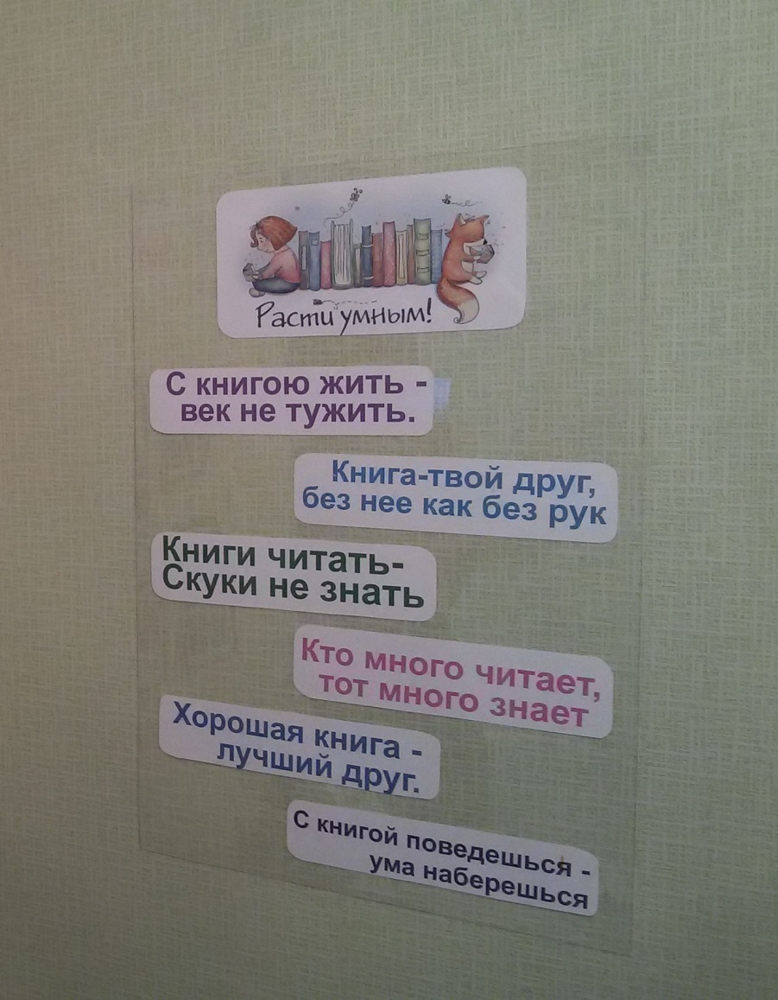 Расти умным!
С книгою жить -
век не тужить.
Книга-твой друг,
без нее как без рук
Книги читать-
Скуки не знать
Кто много читает,
тот много знает
Хорошая книга -
лучший друг.
С книгой поведешься -
ума наберешься